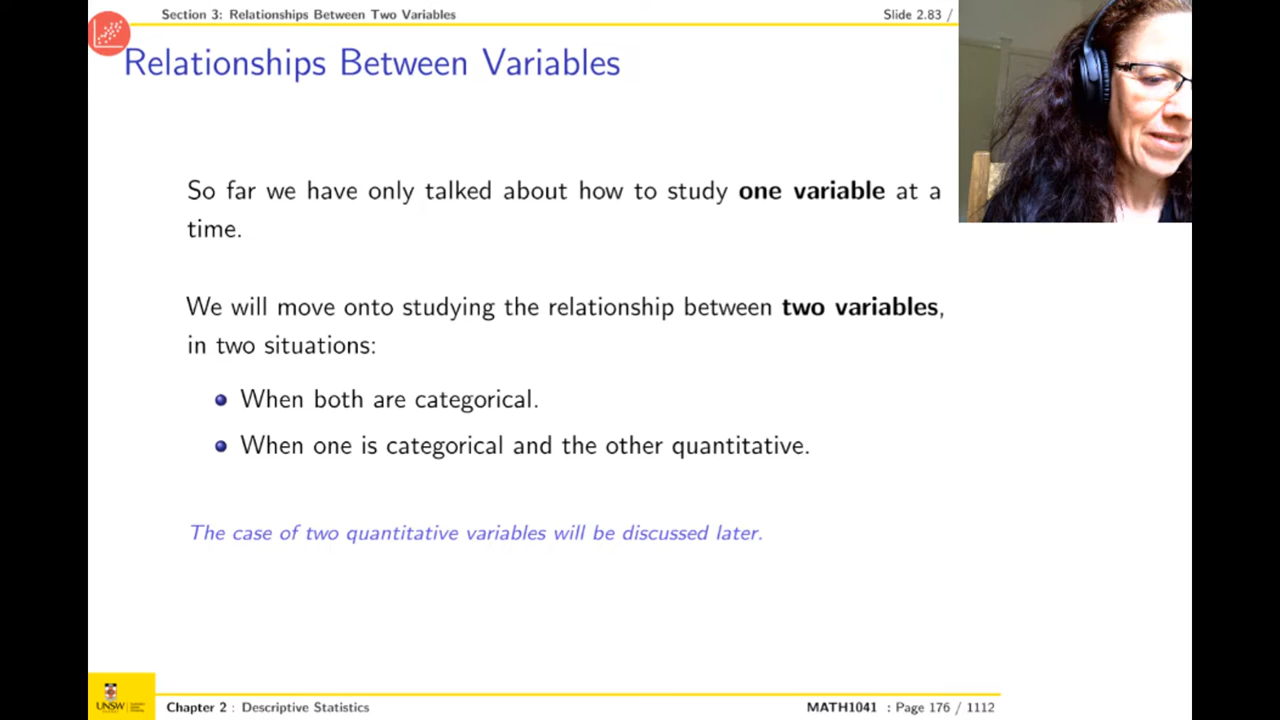 Section 3: Relationships Between Two Variables
Slide 2.83 /
Relationships Between Variables
So far we have only talked about how to study one variable at a
time.
We will move onto studying the relationship between two variables,
in two situations:
When both are categorical.
When one is categorical and the other quantitative.
The case of two quantitative variables will be discussed later.
UNSW
Chapter 2 : Descriptive Statistics
MATH1041 : Page 176 / 1112